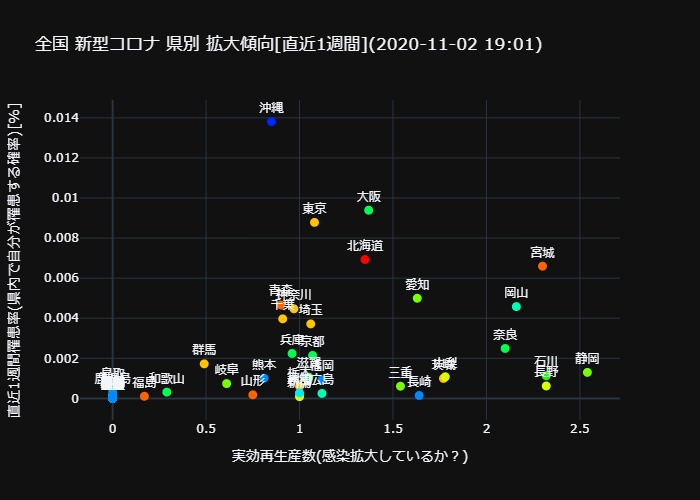 全国 新型コロナ 県別 拡大傾向[直近1週間](2020-11-02 19:01)
直近1週間罹患率(県内で自分が罹患する確率)[%]
0.014
0.012
0.01
0.008
0.006
0.004
0.002
0
沖縄
大阪
東京
北海道
宮城
愛知
岡山
青森
神奈川
千葉
埼玉
奈良
兵庫
京都
群馬
石川
静岡
岐阜
熊本
福岡
三重
長野
福島
和歌山
山形
広島
長崎
鳥取
0
0.5
1
1.5
2
2.5
実効再生産数(感染拡大しているか？)